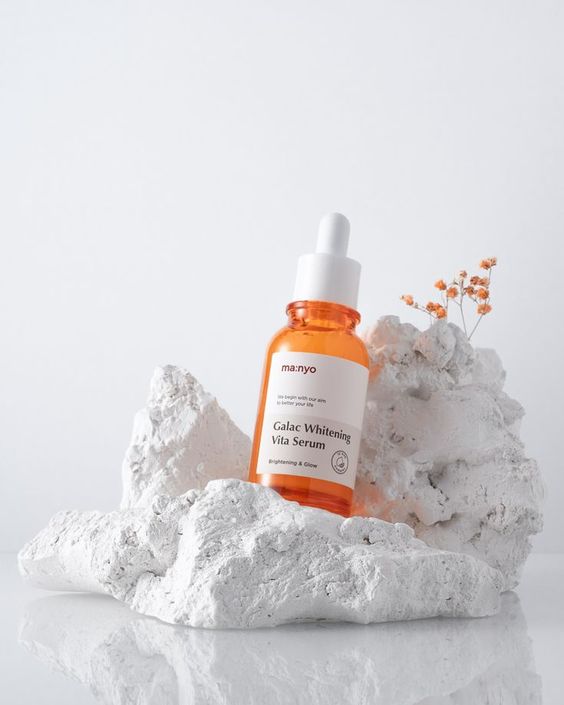 ma:nyo
We begin with our aim
to better your life
Galac Whitening
Vita Serum
Brightening & Glow